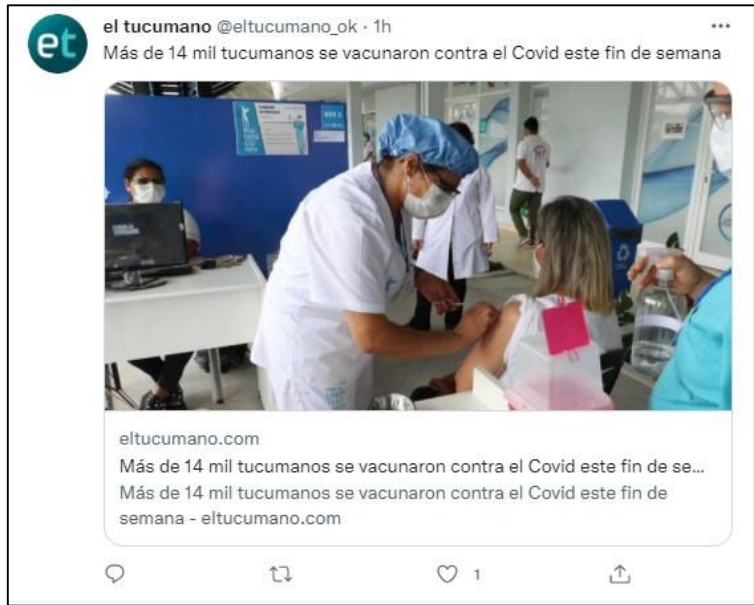 et
el tucumano @eltucumano_ok · 1h
Más de 14 mil tucumanos se vacunaron contra el Covid este fin de semana
eltucumano.com
Más de 14 mil tucumanos se vacunaron contra el Covid este fin de se...
Más de 14 mil tucumanos se vacunaron contra el Covid este fin de
semana - eltucumano.com
1